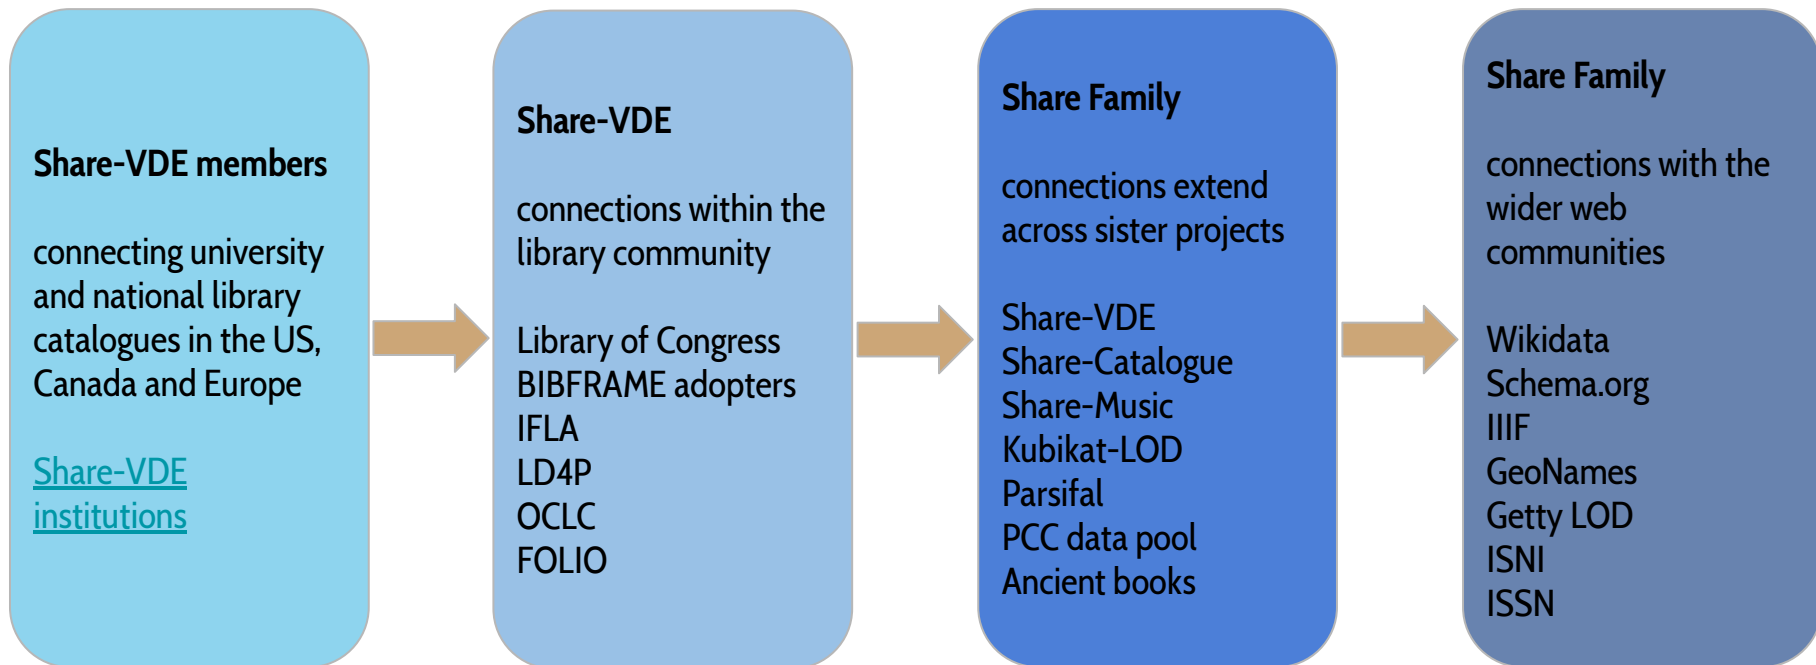 Share-VDE members
connecting university
and national library
catalogues in the US,
Canada and Europe
Share-VDE
institutions
Share-VDE
connections within the
library community
Library of Congress
BIBFRAME adopters
IFLA
LD4P
OCLC
FOLIO
Share Family
connections extend
across sister projects
Share-VDE
Share-Catalogue
Share-Music
Kubikat-LOD
Parsifal
PCC data pool
Ancient books
Share Family
connections with the
wider web
communities
Wikidata
Schema.org
IIIF
GeoNames
Getty LOD
ISNI
ISSN